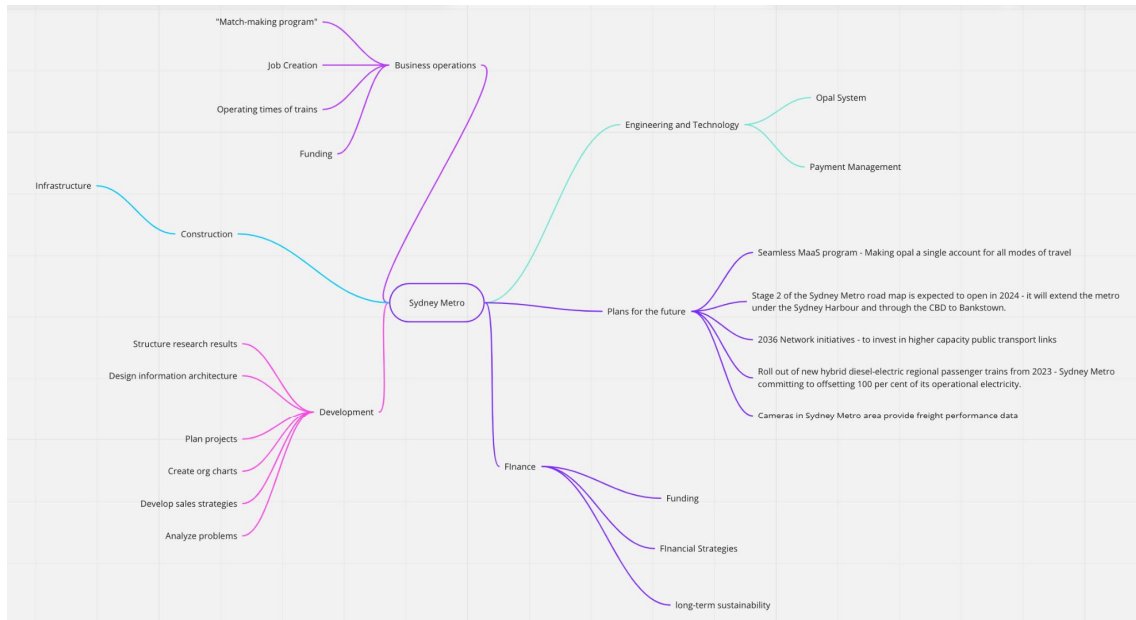 "Match-making program"
Job Creation
Business operations
Operating times of trains
Funding
Infrastructure
Construction
Engineering and Technology
Opal System
Payment Management
Sydney Metro
Plans for the future
Seamless MaaS program - Making opal a single account for all modes of travel
Stage 2 of the Sydney Metro road map is expected to open in 2024 - it will extend the metro
under the Sydney Harbour and through the CBD to Bankstown.
2036 Network initiatives - to invest in higher capacity public transport links
Roll out of new hybrid diesel-electric regional passenger trains from 2023 - Sydney Metro
committing to offsetting 100 per cent of its operational electricity.
Cameras in Sydney Metro area provide freight performance data
Structure research results
Design information architecture
Development
Plan projects
Create org charts
Develop sales strategies
Analyze problems
FInance
Funding
FInancial Strategies
long-term sustainability